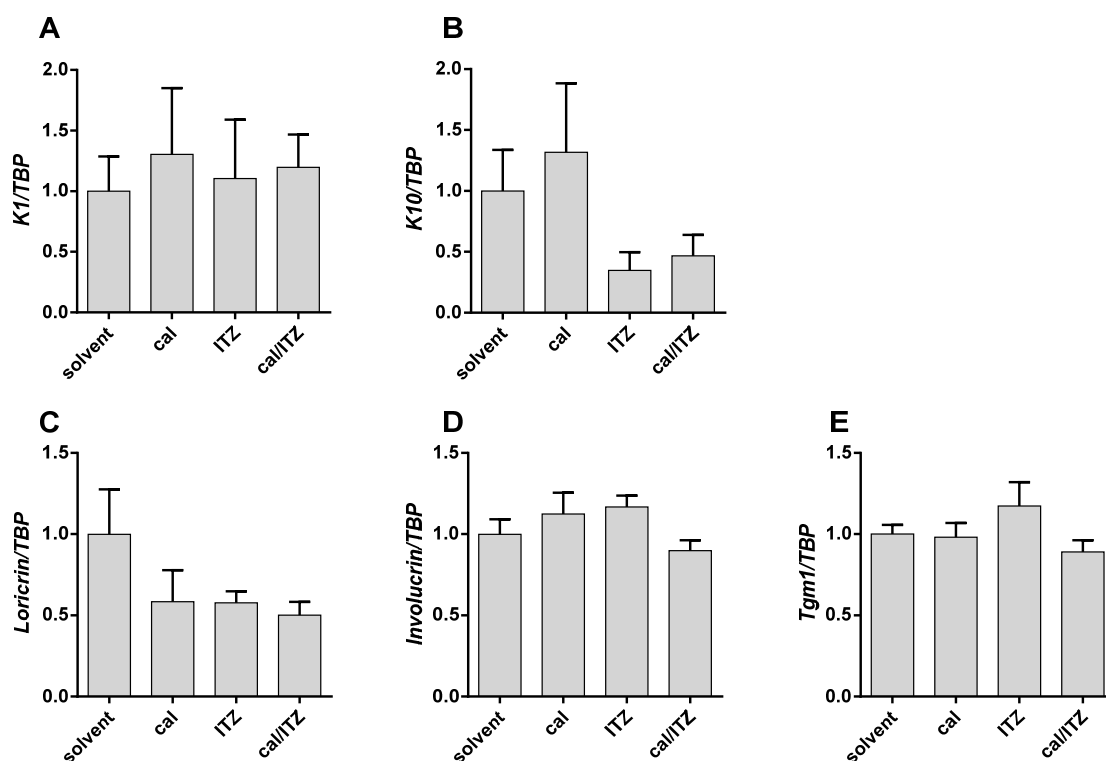 A
2.0
1.5
1.0
0.5
0.0
K1/TBP
solvent
cal
ITZ
cal/ITZ
B
2.0
1.5
1.0
0.5
0.0
K10/TBP
solvent
cal
ITZ
cal/ITZ
C
1.5
1.0
0.5
0.0
Loricrin/TBP
solvent
cal
ITZ
cal/ITZ
D
1.5
1.0
0.5
0.0
Involucrin/TBP
solvent
cal
ITZ
cal/ITZ
E
1.5
1.0
0.5
0.0
Tgm1/TBP
solvent
cal
ITZ
cal/ITZ